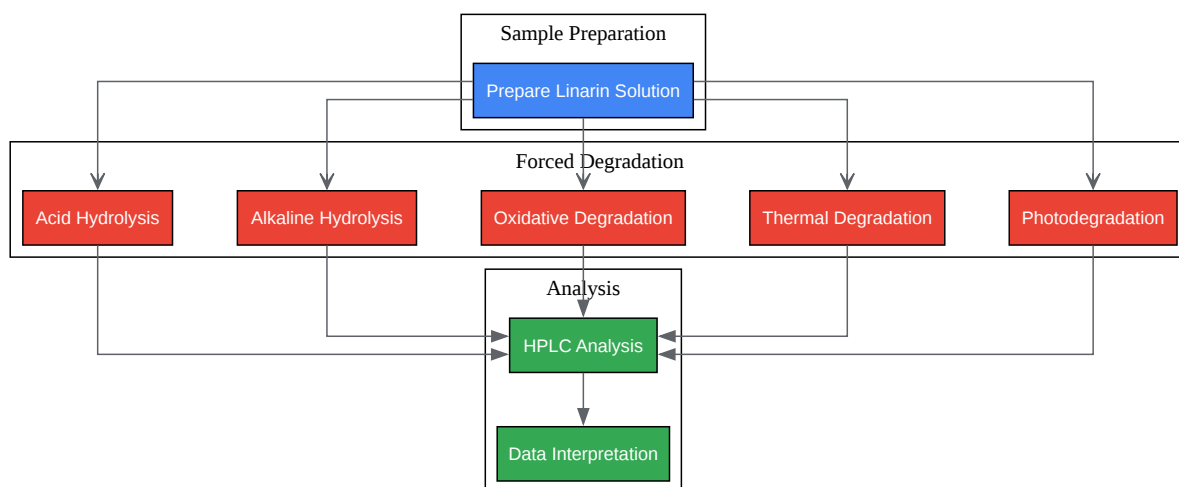 Sample Preparation
Prepare Linarin Solution
Forced Degradation
Acid Hydrolysis
Alkaline Hydrolysis
Oxidative Degradation
Thermal Degradation
Photodegradation
Analysis
HPLC Analysis
Data Interpretation